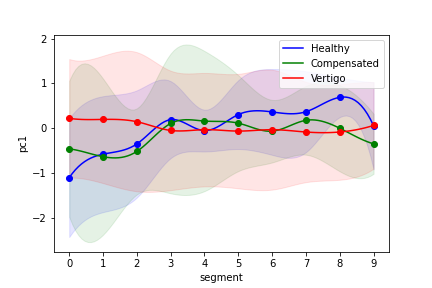 Healthy
Compensated
Vertigo
2
1
0
−1
−2
pc1
0 1 2 3 4 5 6 7 8 9
segment